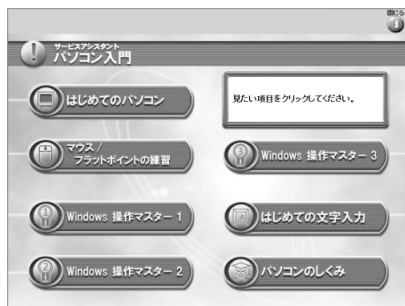 閉じる
サービスアシスタント
パソコン入門
はじめてのパソコン
見たい項目をクリックしてください。
マウス/
フラットポイントの練習
Windows 操作マスター 3
Windows 操作マスター 1
はじめての文字入力
Windows 操作マスター 2
パソコンのしくみ